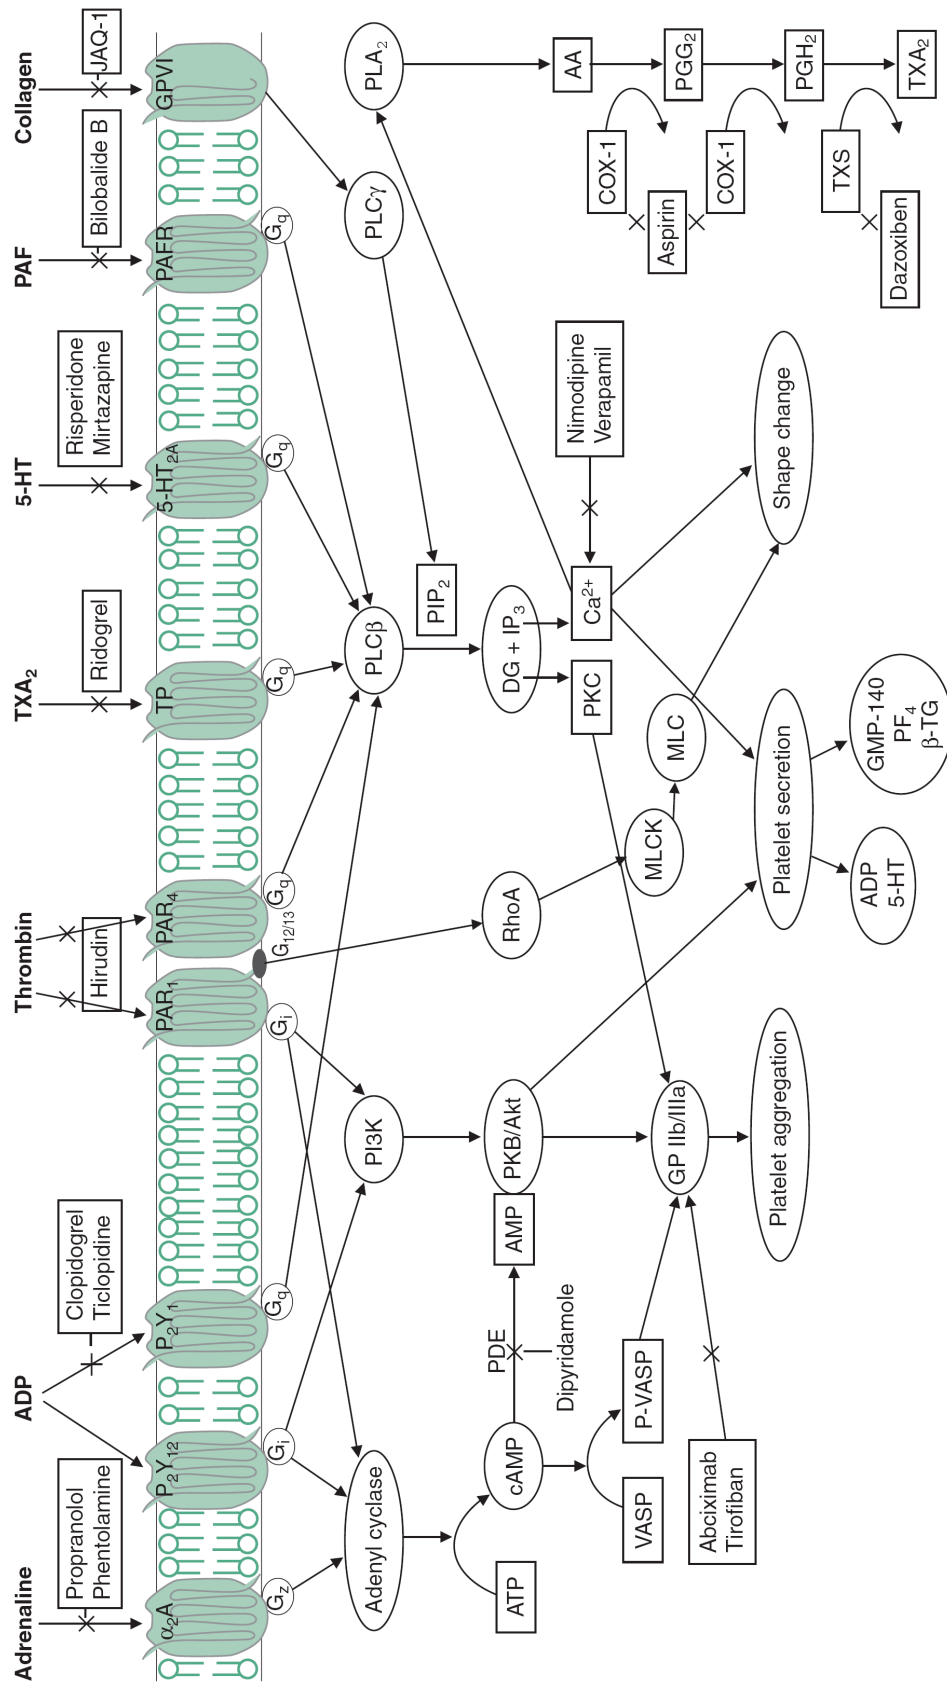 Adrenaline
ADP
Thrombin
TXA2
5-HT
PAF
Collagen
Propranolol
Phentolamine
Clopidogrel
Ticlopidine
Hirudin
Ridogrel
Risperidone
Mirtazapine
Bilobalide B
JAQ-1
α2A
P2Y12
P2Y1
PAR1
PAR4
TP
5-HT2A
PAFR
GPVI
Gz
Gi
Gq
Gi
G12/13
Gq
Gq
Gq
Gq
Adenyl cyclase
PI3K
PLCβ
PLCγ
PLA2
PIP2
ATP
cAMP
PDE
Dipyridamole
AMP
PKB/Akt
RhoA
DG + IP3
PKC
Ca2+
Nimodipine
Verapamil
AA
PGG2
PGH2
TXA2
COX-1
COX-1
TXS
Aspirin
Dazoxiben
VASP
P-VASP
MLCK
MLC
GP IIb/IIIa
Abciximab
Tirofiban
Platelet aggregation
Platelet secretion
Shape change
ADP
5-HT
GMP-140
PF4
β-TG